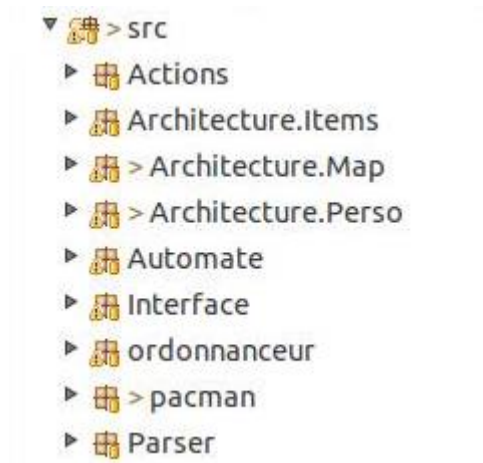 > src
Actions
Architecture.Items
> Architecture.Map
> Architecture.Perso
Automate
Interface
ordonnanceur
> pacman
Parser